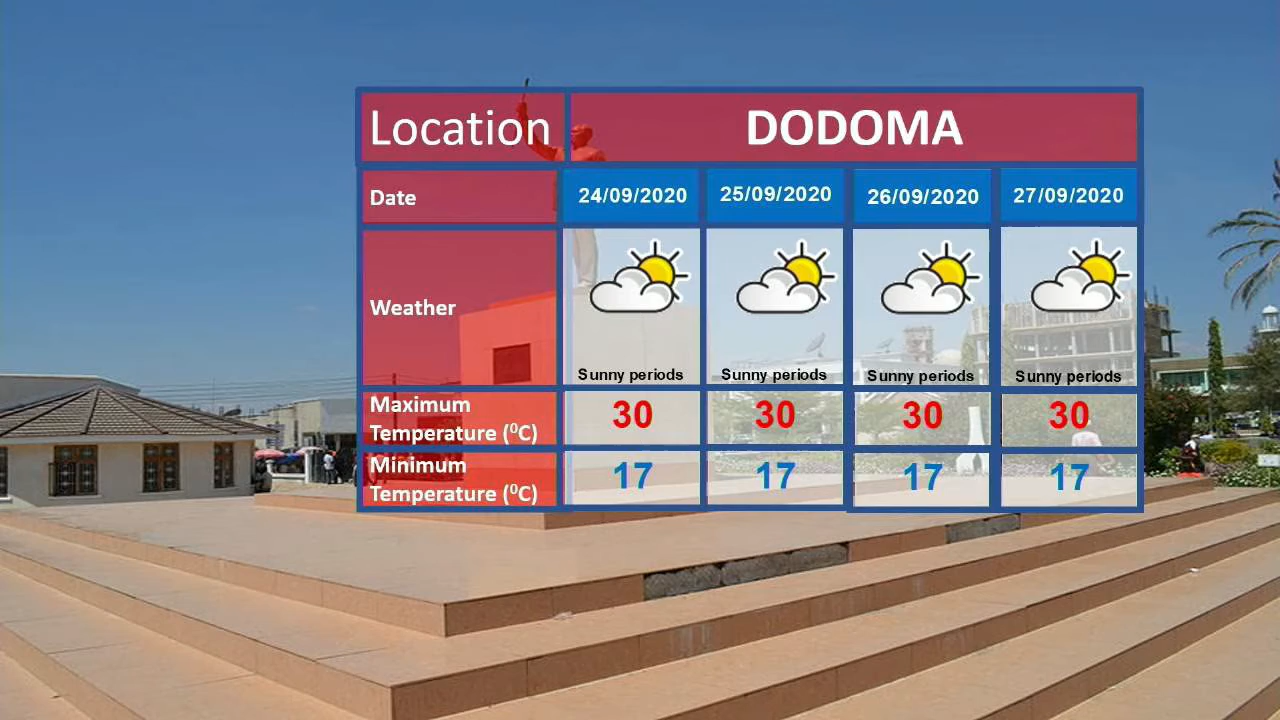 Location DODOMA
Date 24/09/2020 25/09/2020 26/09/2020 27/09/2020
Weather
Sunny periods Sunny periods Sunny periods Sunny periods
Maximum
Temperature (⁰C) 30 30 30 30
Minimum
Temperature (⁰C) 17 17 17 17